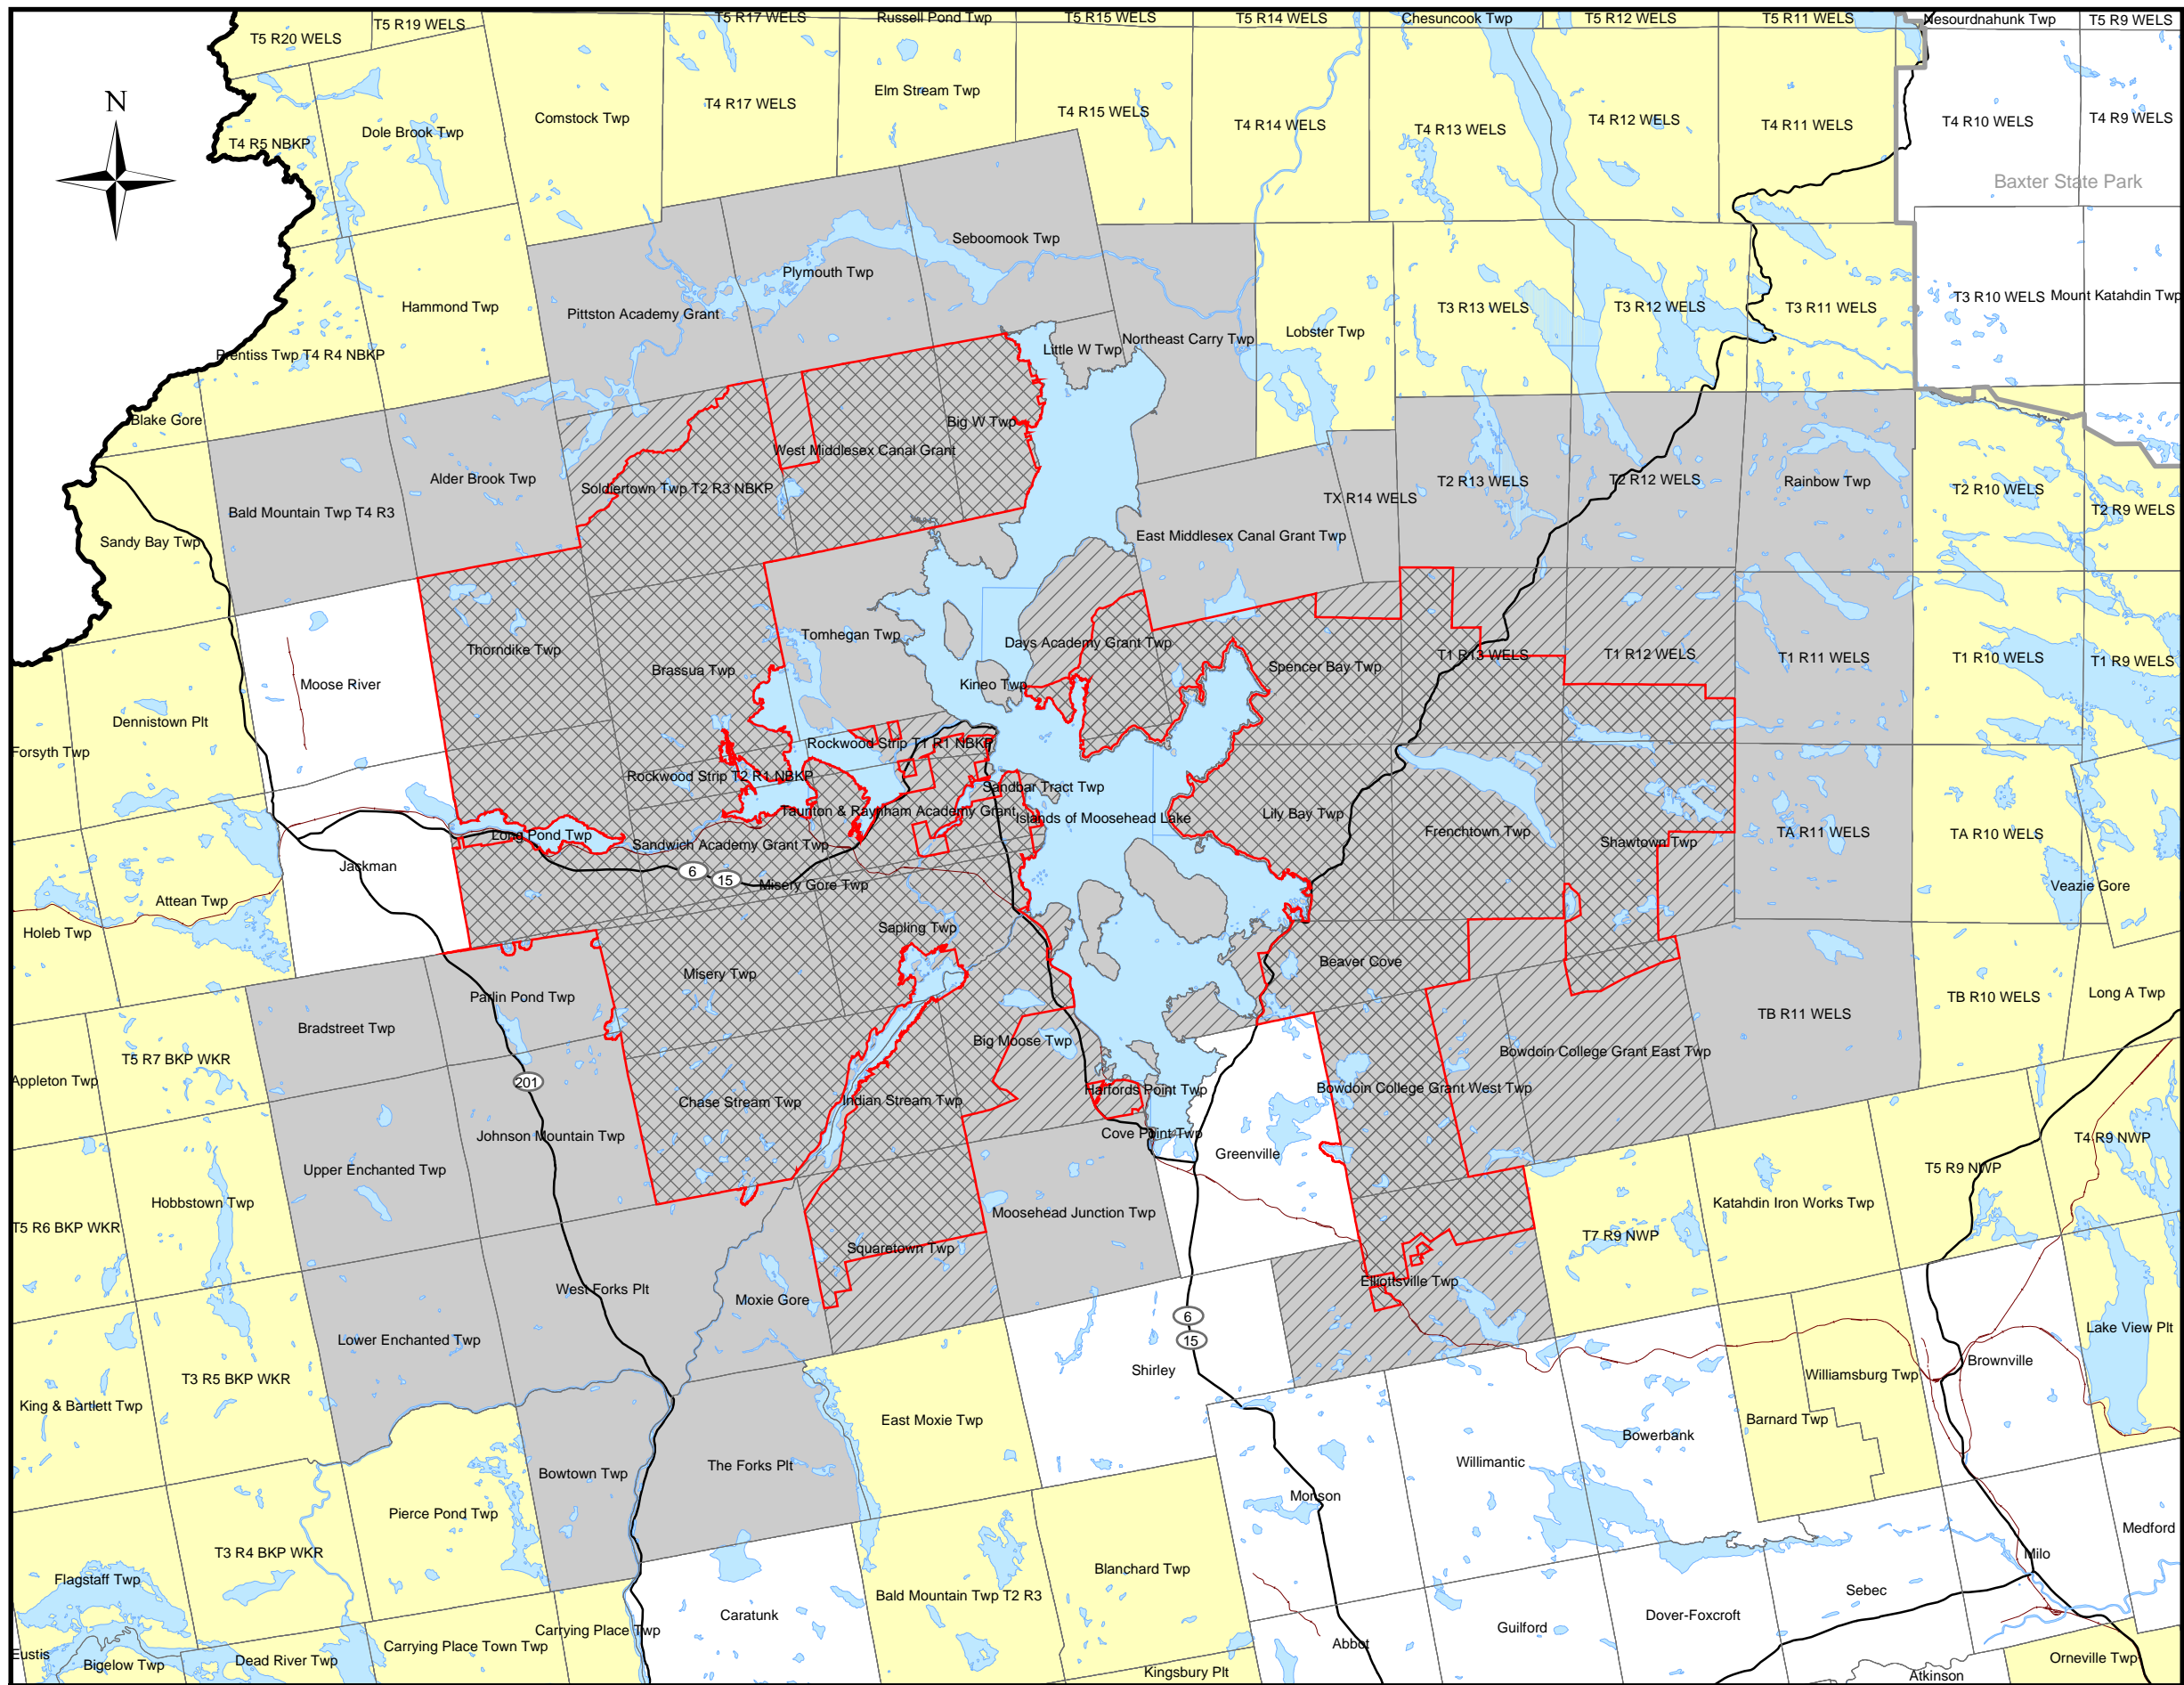 T5 R19 WELS
T5 R17 WELS
Russell Pond Twp
T5 R15 WELS
T5 R14 WELS
Chesuncook Twp
T5 R12 WELS
T5 R11 WELS
Nesourdnahunk Twp
T5 R9 WELS
T5 R20 WELS
N
T4 R5 NBKP
Dole Brook Twp
Comstock Twp
T4 R17 WELS
Elm Stream Twp
T4 R15 WELS
T4 R14 WELS
T4 R13 WELS
T4 R12 WELS
T4 R11 WELS
T4 R10 WELS
T4 R9 WELS
Baxter State Park
Hammond Twp
Pittston Academy Grant
Plymouth Twp
Seboomook Twp
Northeast Carry Twp
Little W Twp
Lobster Twp
T3 R13 WELS
T3 R12 WELS
T3 R11 WELS
T3 R10 WELS
Mount Katahdin Twp
Prentiss Twp T4 R4 NBKP
Blake Gore
Big W Twp
West Middlesex Canal Grant
Bald Mountain Twp T4 R3
Alder Brook Twp
Soldiertown Twp T2 R3 NBKP
TX R14 WELS
T2 R13 WELS
T2 R12 WELS
Rainbow Twp
T2 R10 WELS
T2 R9 WELS
Sandy Bay Twp
East Middlesex Canal Grant Twp
Moose River
Thorndike Twp
Brassua Twp
Tomhegan Twp
Days Academy Grant Twp
Kineo Twp
Spencer Bay Twp
T1 R13 WELS
T1 R12 WELS
T1 R11 WELS
T1 R10 WELS
T1 R9 WELS
Dennistown Plt
Forsyth Twp
Rockwood Strip T1 R1 NBKP
Rockwood Strip T2 R1 NBKP
Sandbar Tract Twp
Taunton & Raynham Academy Grant
Islands of Moosehead Lake
Lily Bay Twp
Frenchtown Twp
Shawtown Twp
TA R11 WELS
TA R10 WELS
Long Pond Twp
Sandwich Academy Grant Twp
Jackman
6
15
Misery Gore Twp
Veazie Gore
Attean Twp
Holeb Twp
Sapling Twp
Misery Twp
Beaver Cove
Parlin Pond Twp
Bradstreet Twp
TB R11 WELS
TB R10 WELS
Long A Twp
T5 R7 BKP WKR
Appleton Twp
Big Moose Twp
Bowdoin College Grant East Twp
201
Chase Stream Twp
Indian Stream Twp
Harfords Point Twp
Bowdoin College Grant West Twp
Johnson Mountain Twp
Cove Point Twp
Greenville
T4 R9 NWP
Upper Enchanted Twp
T5 R9 NWP
Hobbstown Twp
Katahdin Iron Works Twp
T5 R6 BKP WKR
Moosehead Junction Twp
T7 R9 NWP
Squaretown Twp
West Forks Plt
Moxie Gore
Elliottsville Twp
Lower Enchanted Twp
6
15
Lake View Plt
T3 R5 BKP WKR
Shirley
Williamsburg Twp
Brownville
King & Bartlett Twp
East Moxie Twp
Barnard Twp
Bowerbank
The Forks Plt
Bowtown Twp
Willimantic
Monson
Pierce Pond Twp
T3 R4 BKP WKR
Medford
Milo
Flagstaff Twp
Blanchard Twp
Bald Mountain Twp T2 R3
Sebec
Caratunk
Dover-Foxcroft
Guilford
Carrying Place Twp
Carrying Place Town Twp
Abbot
Eustis
Bigelow Twp
Dead River Twp
Kingsbury Plt
Atkinson
Orneville Twp